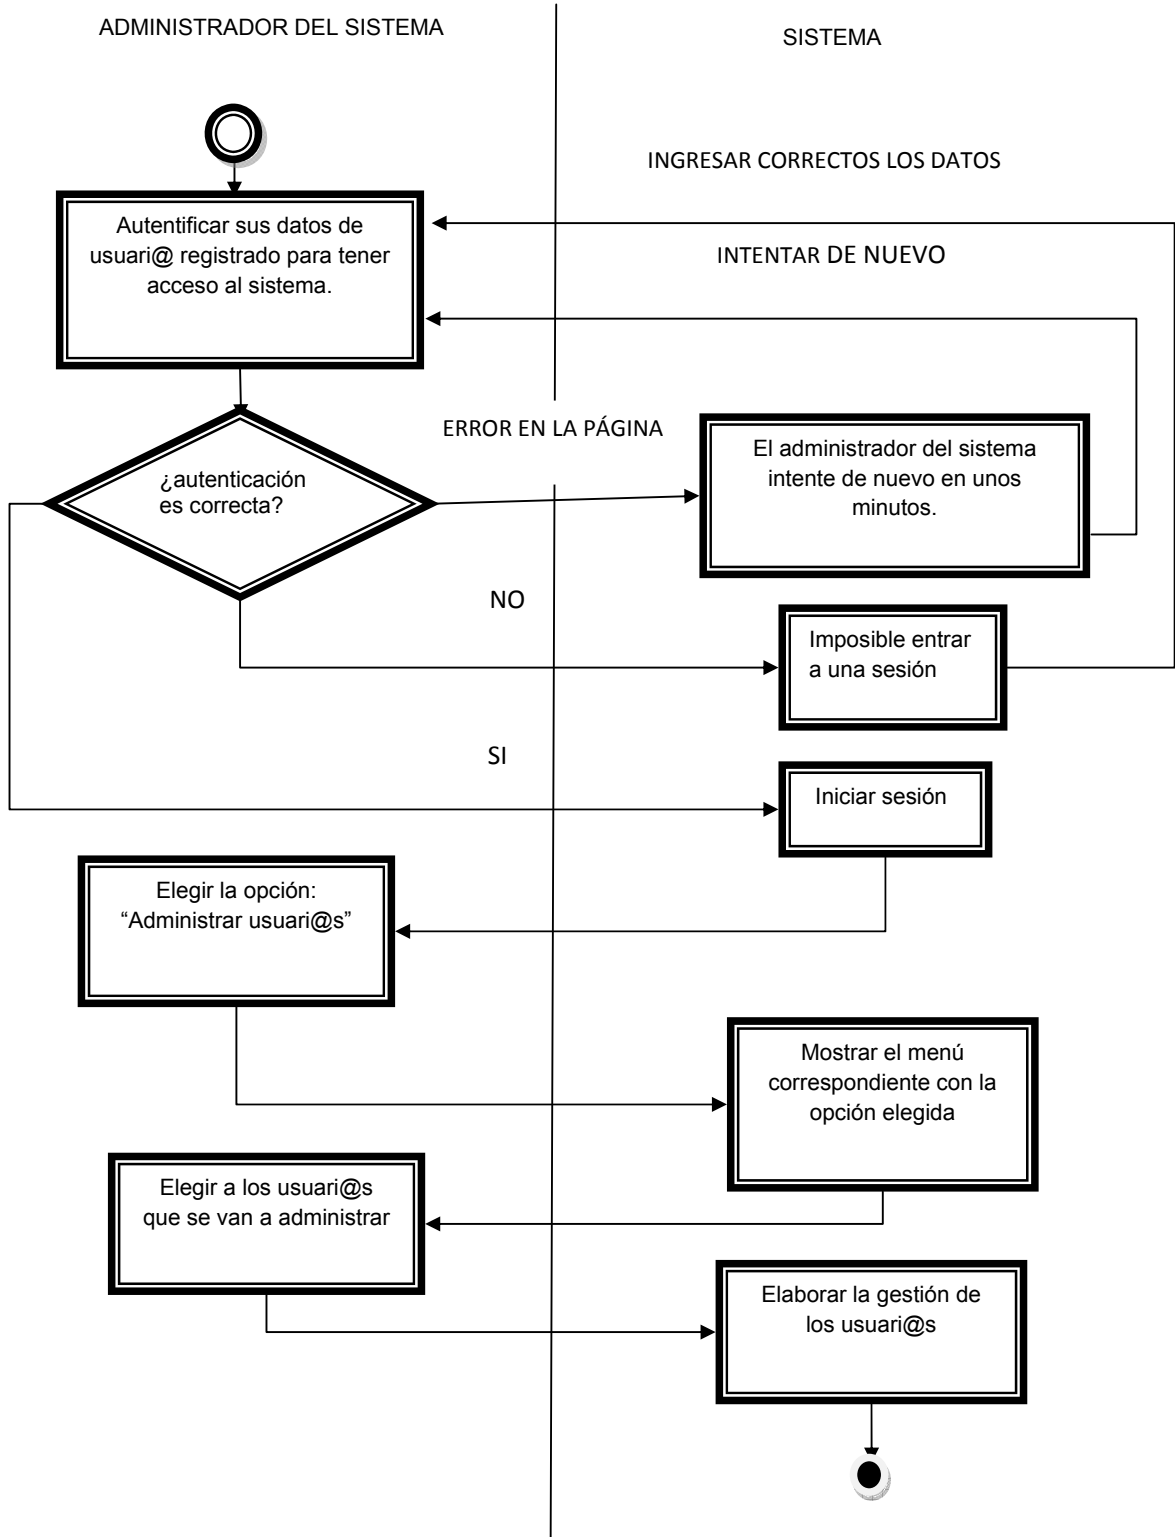 ADMINISTRADOR DEL SISTEMA
SISTEMA
INGRESAR CORRECTOS LOS DATOS
Autentificar sus datos de
usuari@ registrado para tener
acceso al sistema.
INTENTAR DE NUEVO
ERROR EN LA PÁGINA
El administrador del sistema
intente de nuevo en unos
minutos.
¿autenticación
es correcta?
NO
Imposible entrar
a una sesión
SI
Iniciar sesión
Elegir la opción:
“Administrar usuari@s”
Mostrar el menú
correspondiente con la
opción elegida
Elegir a los usuari@s
que se van a administrar
Elaborar la gestión de
los usuari@s